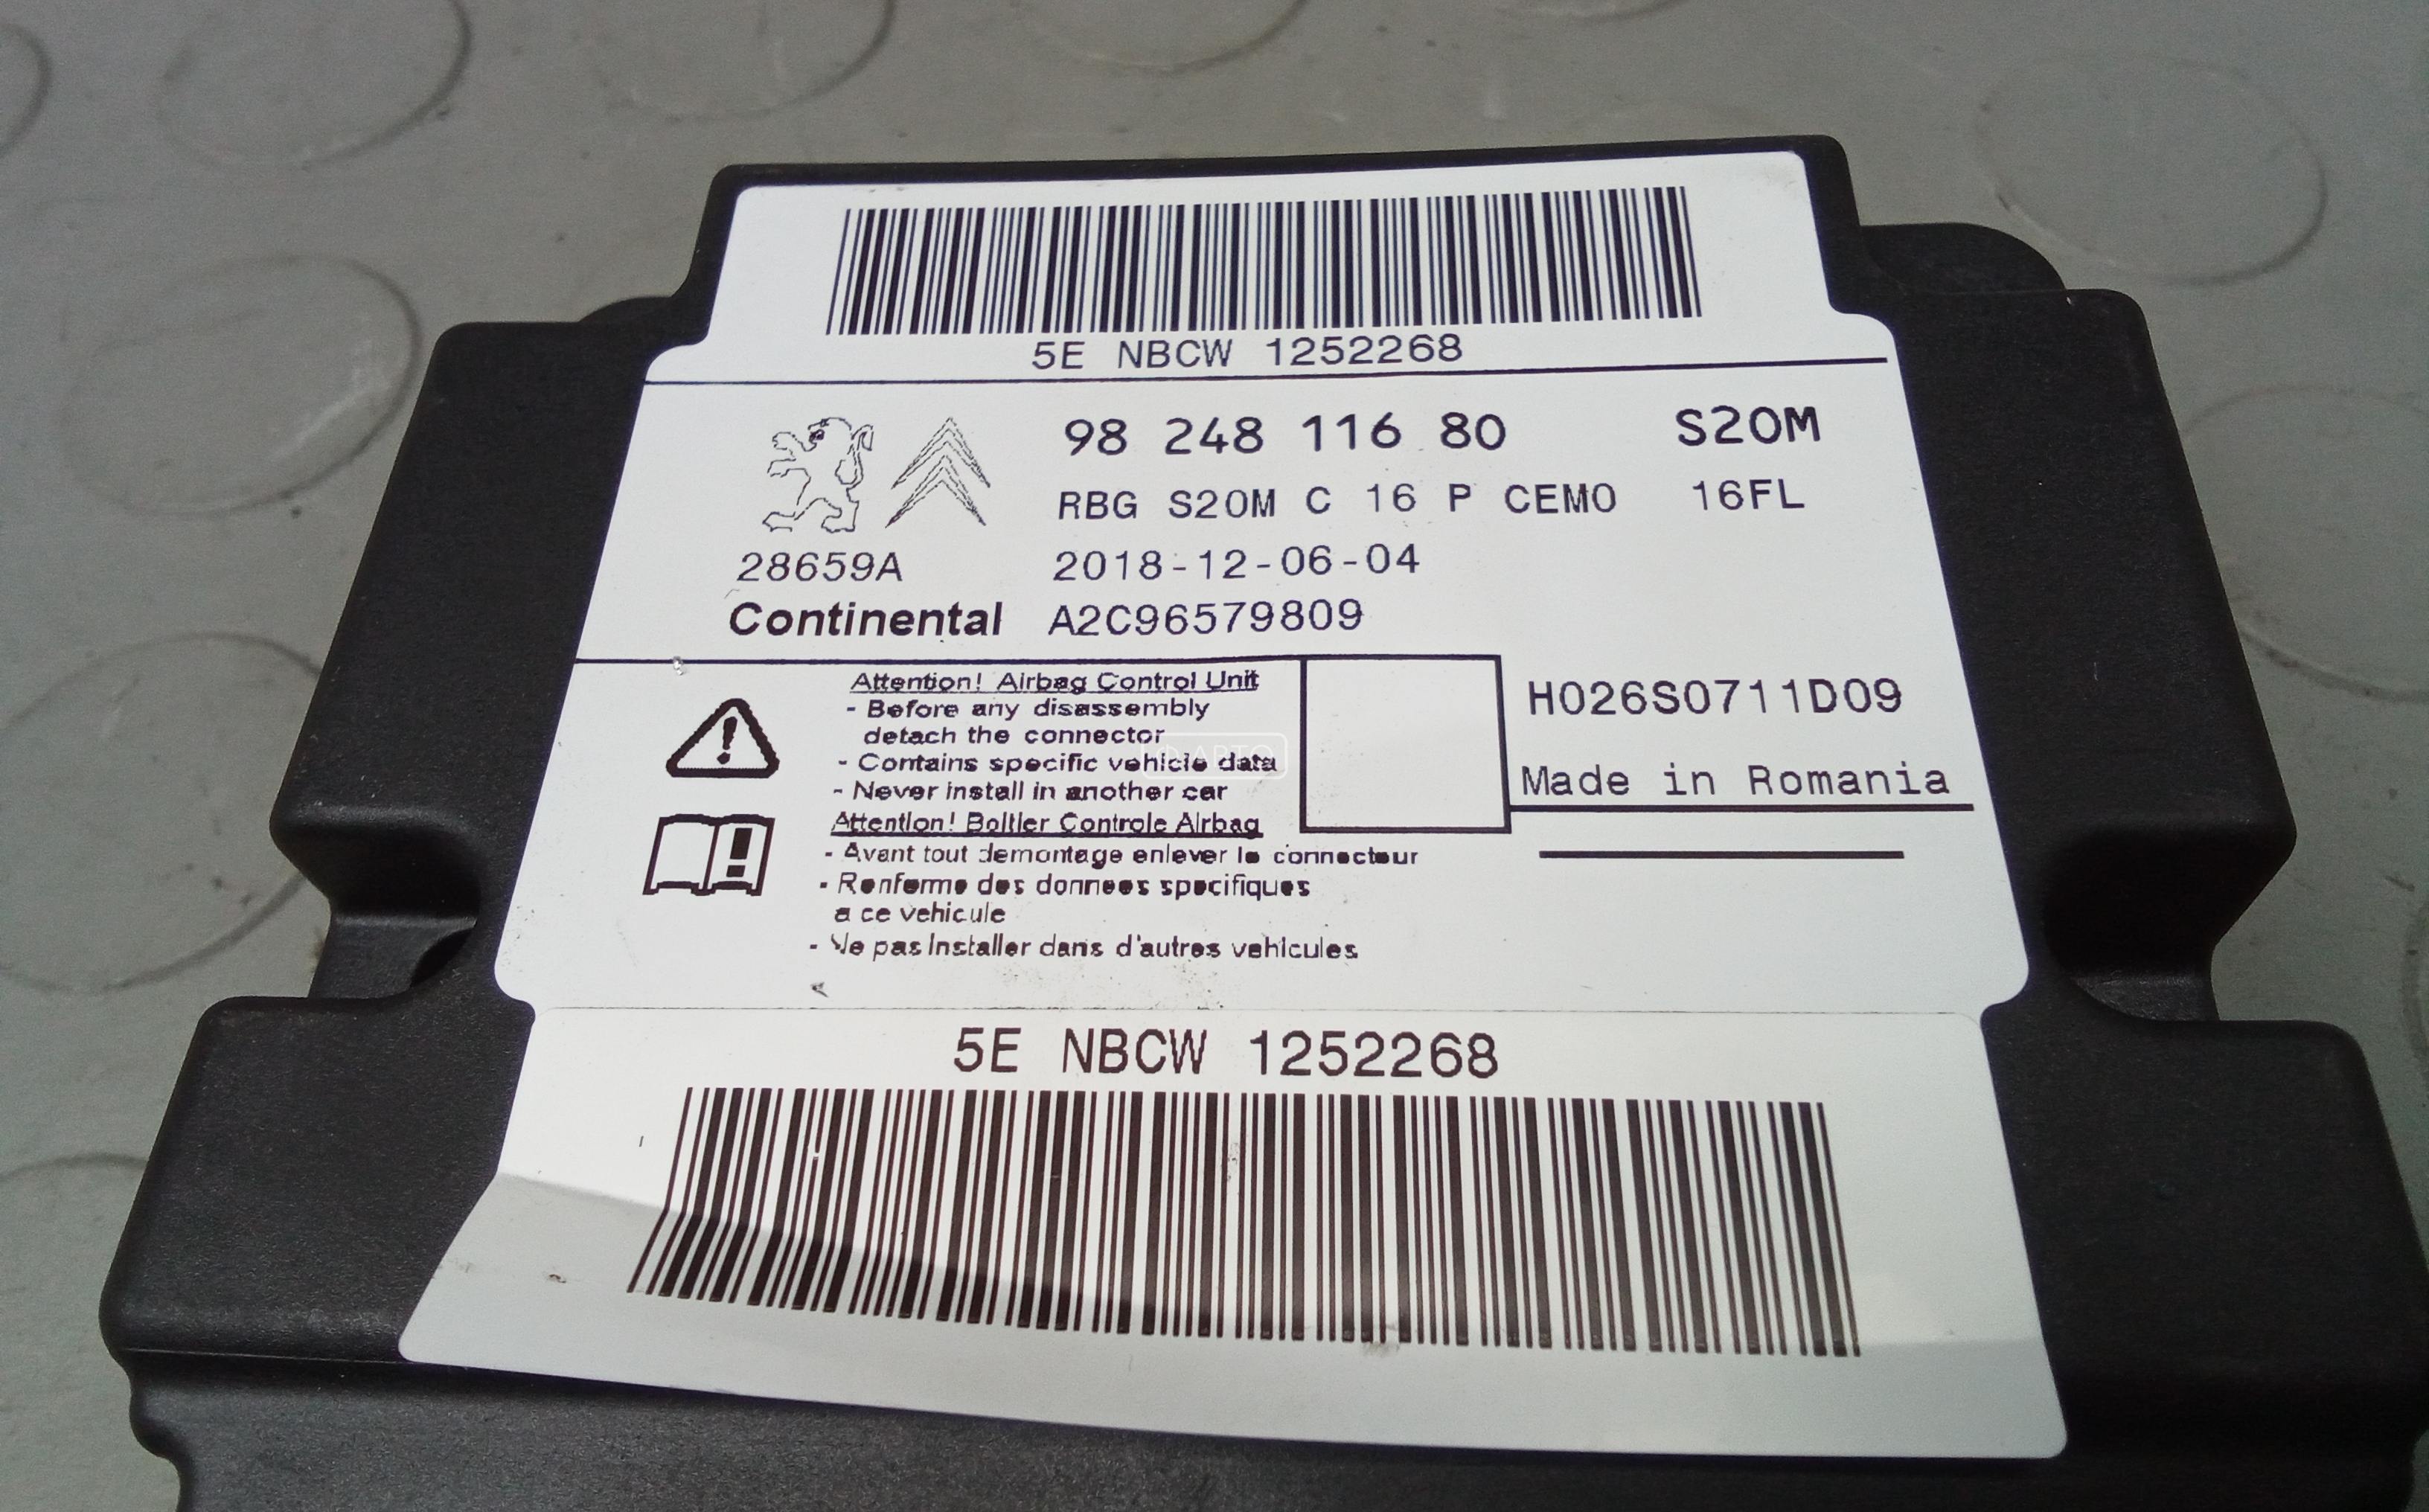 5E NBCW 1252268
98 248 116 80 S20M
RBG S20M C 16 P CEMO 16FL
28659A 2018-12-06-04
Continental A2C96579809
Attention! Airbag Control Unit
- Before any disassembly
detach the connector
- Contains specific vehicle data
- Never install in another car
H026S0711D09
Made in Romania
Attention! Boitier Controle Airbag
- Avant tout demontage enlever le connecteur
- Renferme des donnees specifiques
a ce vehicule
- Ne pas installer dans d'autres vehicules
5E NBCW 1252268